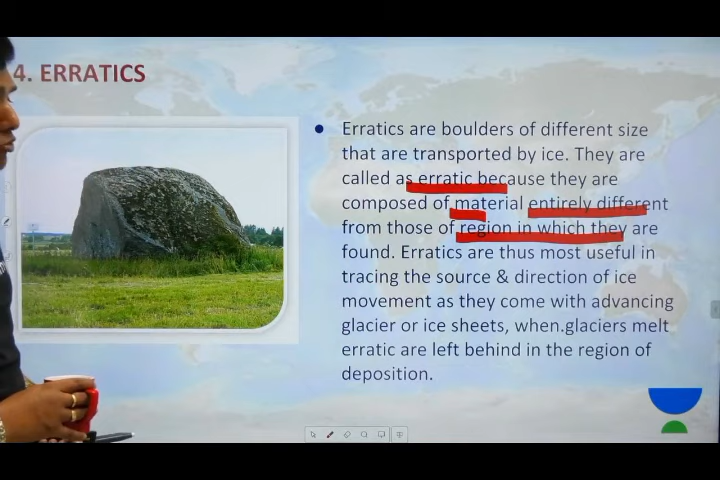 4. ERRATICS
• Erratics are boulders of different size
that are transported by ice. They are
called as erratic because they are
composed of material entirely different
from those of region in which they are
found. Erratics are thus most useful in
tracing the source & direction of ice
movement as they come with advancing
glacier or ice sheets, when.glaciers melt
erratic are left behind in the region of
deposition.